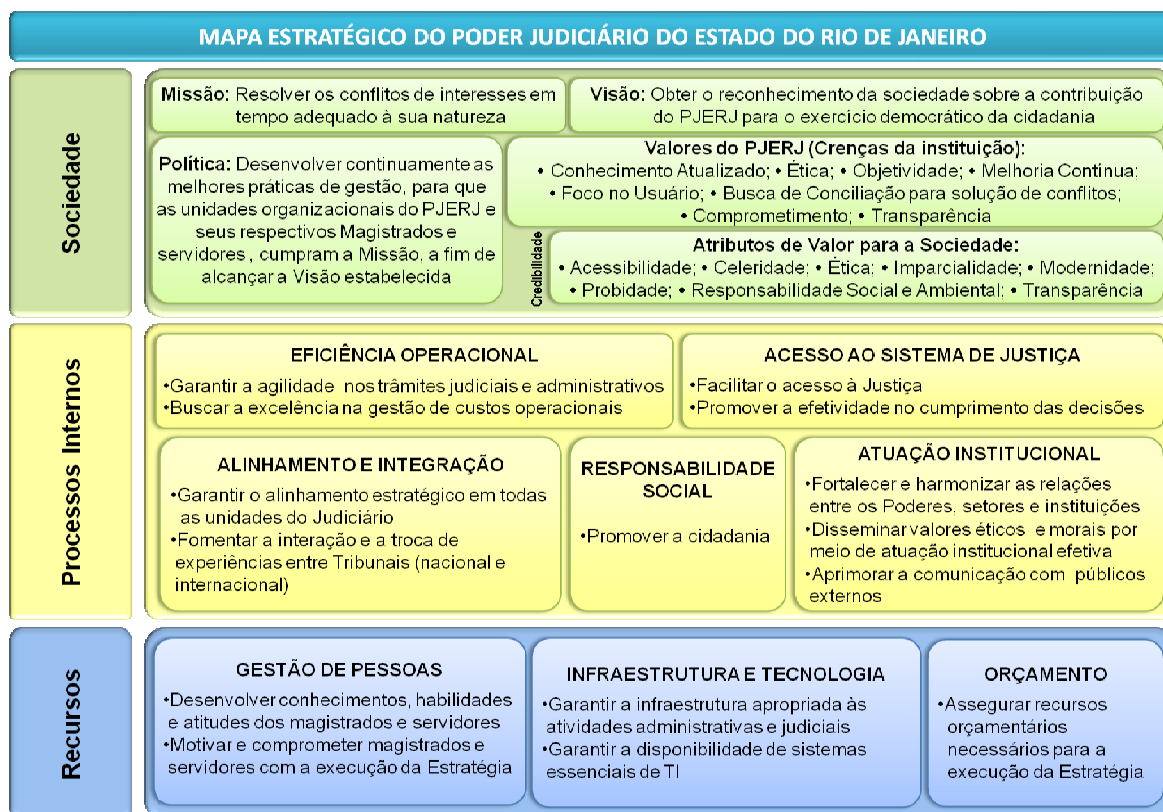 MAPA ESTRATÉGICO DO PODER JUDICIÁRIO DO ESTADO DO RIO DE JANEIRO
Sociedade
Missão: Resolver os conflitos de interesses em
tempo adequado à sua natureza
Visão: Obter o reconhecimento da sociedade sobre a contribuição
do PJERJ para o exercício democrático da cidadania
Política: Desenvolver continuamente as
melhores práticas de gestão, para que
as unidades organizacionais do PJERJ e
seus respectivos Magistrados e
servidores , cumpram a Missão, a fim de
alcançar a Visão estabelecida
Valores do PJERJ (Crenças da instituição):
• Conhecimento Atualizado; • Ética; • Objetividade; • Melhoria Continua;
• Foco no Usuário; • Busca de Conciliação para solução de conflitos;
• Comprometimento; • Transparência
Credibilidade
Atributos de Valor para a Sociedade:
• Acessibilidade; • Celeridade; • Ética; • Imparcialidade; • Modernidade;
• Probidade; • Responsabilidade Social e Ambiental; • Transparência
Processos Internos
EFICIÊNCIA OPERACIONAL
•Garantir a agilidade nos trâmites judiciais e administrativos
•Buscar a excelência na gestão de custos operacionais
ACESSO AO SISTEMA DE JUSTIÇA
•Facilitar o acesso à Justiça
•Promover a efetividade no cumprimento das decisões
ALINHAMENTO E INTEGRAÇÃO
•Garantir o alinhamento estratégico em todas
as unidades do Judiciário
•Fomentar a interação e a troca de
experiências entre Tribunais (nacional e
internacional)
RESPONSABILIDADE
SOCIAL
•Promover a cidadania
ATUAÇÃO INSTITUCIONAL
•Fortalecer e harmonizar as relações
entre os Poderes, setores e instituições
•Disseminar valores éticos e morais por
meio de atuação institucional efetiva
•Aprimorar a comunicação com públicos
externos
Recursos
GESTÃO DE PESSOAS
•Desenvolver conhecimentos, habilidades
e atitudes dos magistrados e servidores
•Motivar e comprometer magistrados e
servidores com a execução da Estratégia
INFRAESTRUTURA E TECNOLOGIA
•Garantir a infraestrutura apropriada às
atividades administrativas e judiciais
•Garantir a disponibilidade de sistemas
essenciais de TI
ORÇAMENTO
•Assegurar recursos
orçamentários
necessários para a
execução da Estratégia